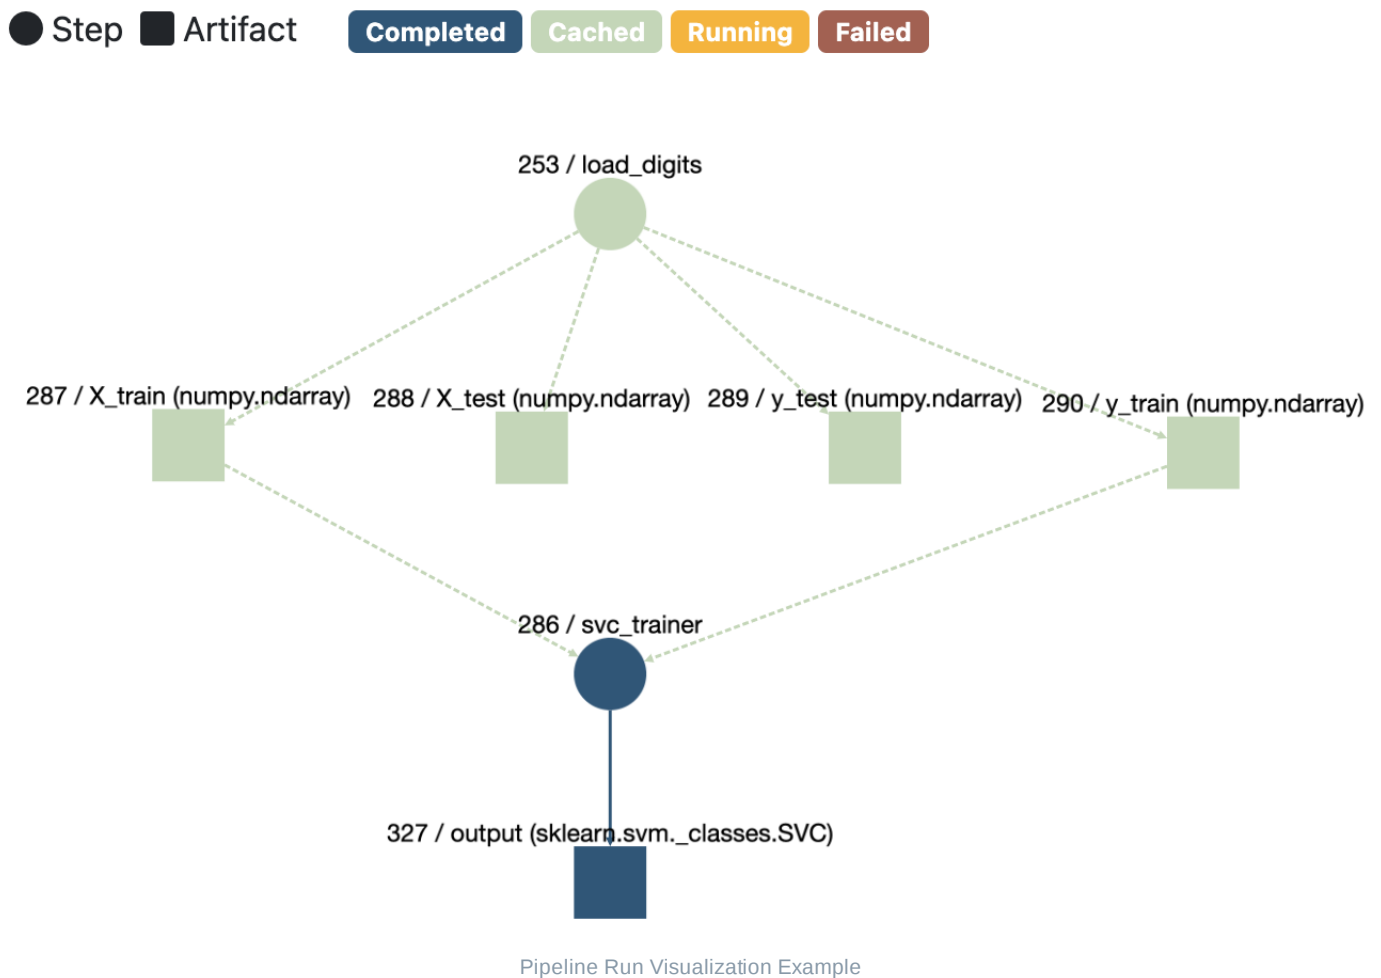 Step Artifact Completed Cached Running Failed
253 / load_digits
287 / X_train (numpy.ndarray) 288 / X_test (numpy.ndarray) 289 / y_test (numpy.ndarray) 290 / y_train (numpy.ndarray)
286 / svc_trainer
327 / output (sklearn.svm._classes.SVC)
Pipeline Run Visualization Example